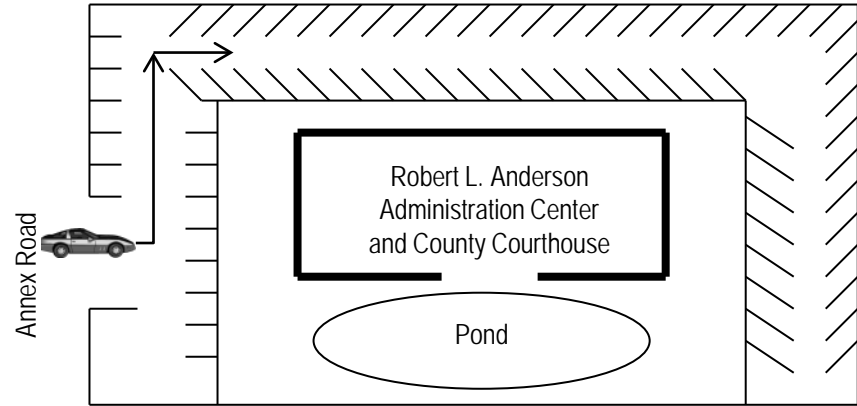 Robert L. Anderson
Administration Center
and County Courthouse
Annex Road
Pond